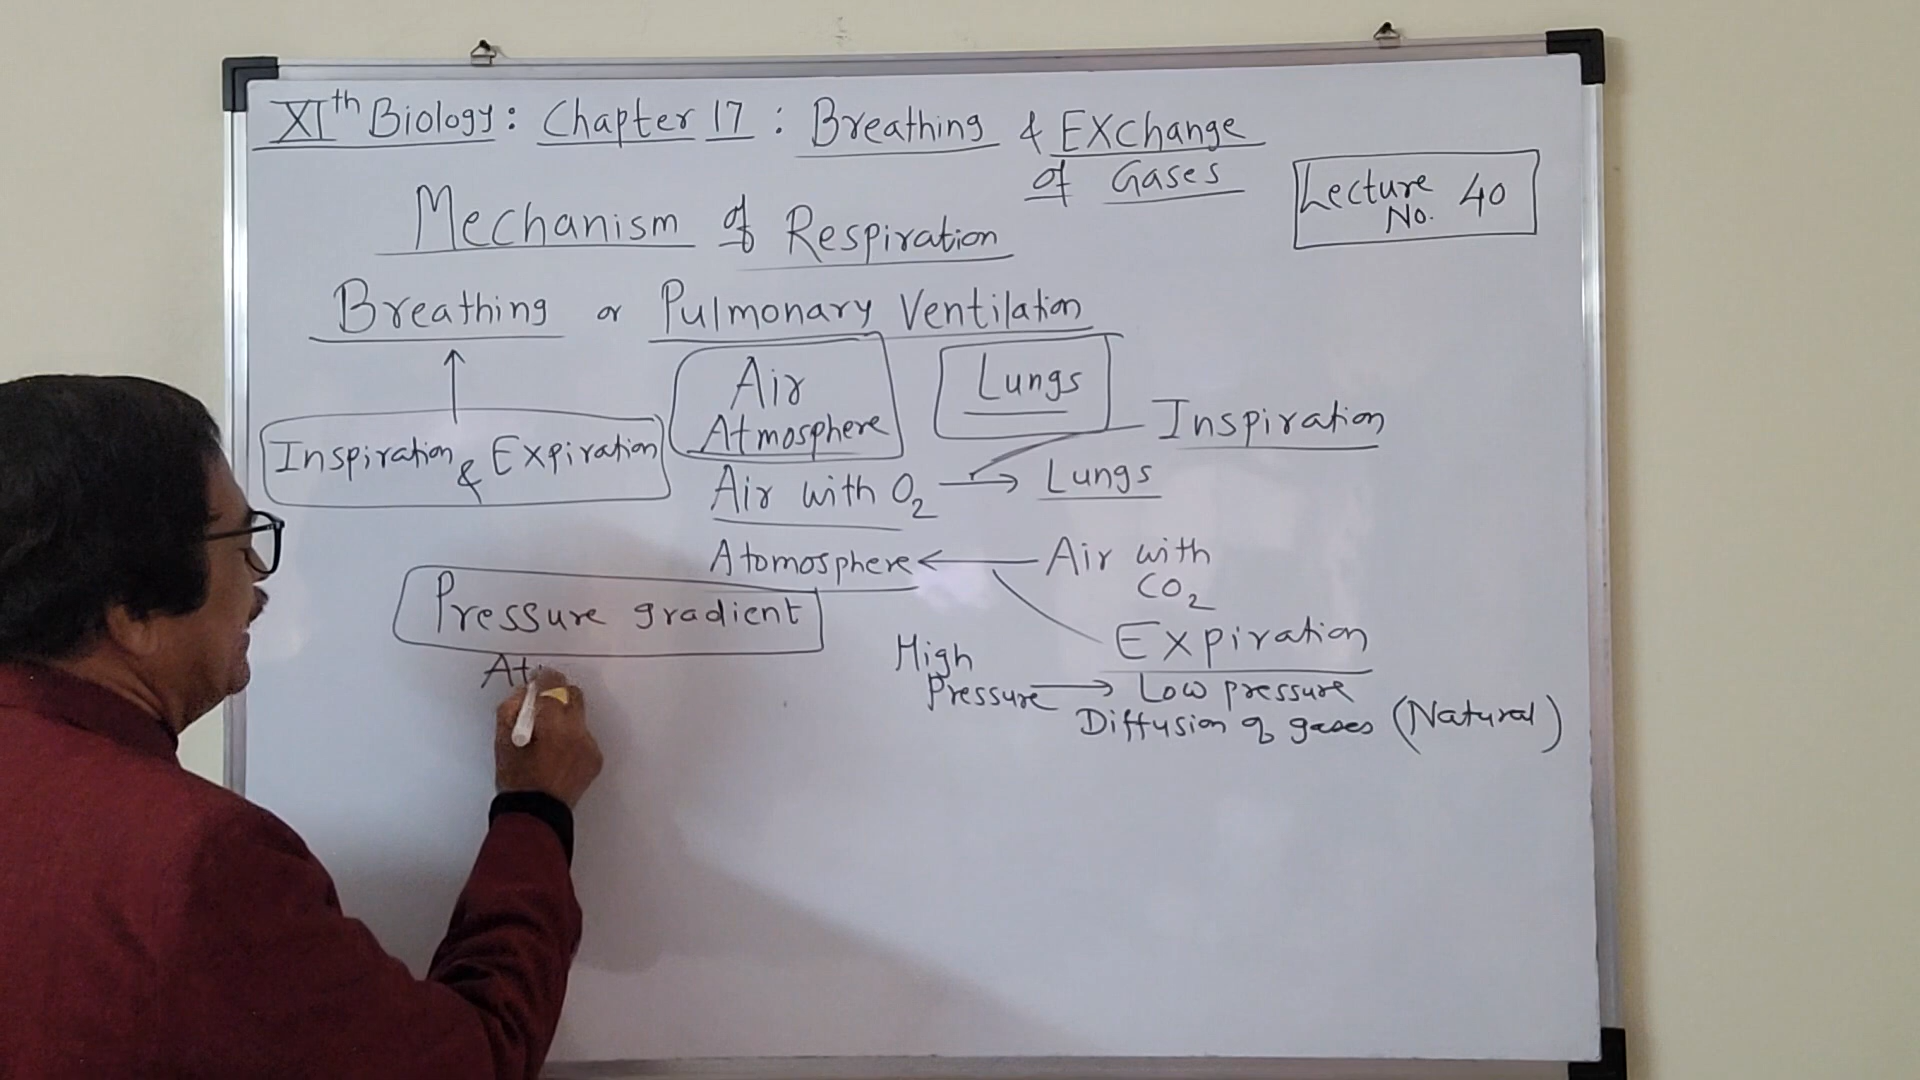 XIth Biology: Chapter 17: Breathing & EXchange
of Gases
Lecture No. 40
Mechanism of Respiration
Breathing or Pulmonary Ventilation
Air
Atmosphere
Lungs
Inspiration & Expiration
Inspiration
Air with O2 → Lungs
Atomosphere ← Air with
CO2
Pressure gradient
Expiration
High
Pressure → Low pressure
Diffusion of gases (Natural)